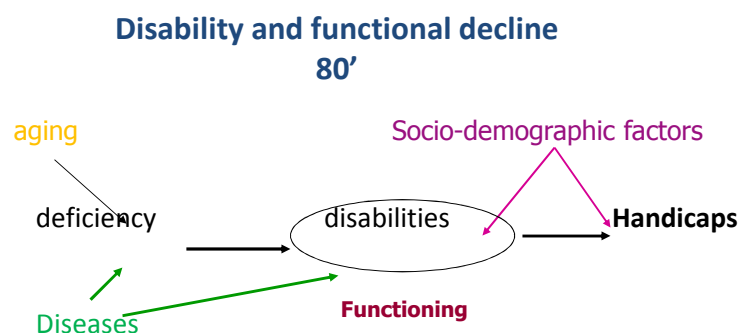 Disability and functional decline
80’
aging
Socio-demographic factors
deficiency
disabilities
Handicaps
Functioning
Diseases